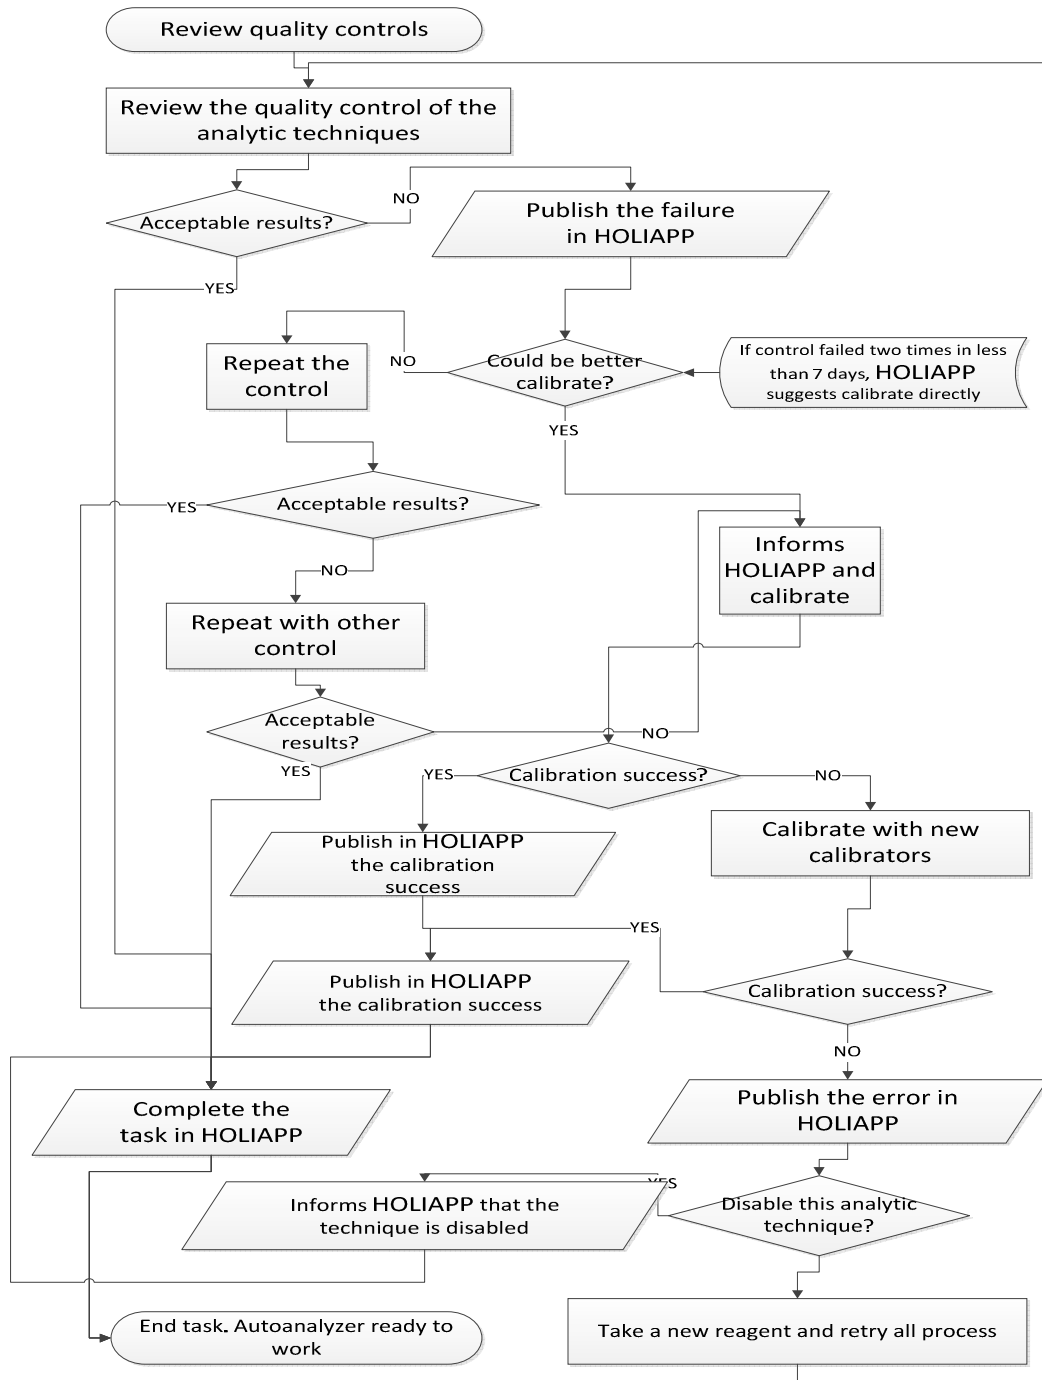 Review quality controls
Review the quality control of the
analytic techniques
NO
Acceptable results?
Publish the failure
in HOLIAPP
YES
Could be better
calibrate?
NO
Repeat the
control
If control failed two times in less
than 7 days, HOLIAPP
suggests calibrate directly
YES
Acceptable results?
YES
Informs
HOLIAPP and
calibrate
NO
Repeat with other
control
Acceptable
results?
NO
YES
Calibration success?
YES
NO
Publish in HOLIAPP
the calibration
success
Calibrate with new
calibrators
YES
Publish in HOLIAPP
the calibration success
Calibration success?
NO
Complete the
task in HOLIAPP
Publish the error in
HOLIAPP
YES
Informs HOLIAPP that the
technique is disabled
Disable this analytic
technique?
End task. Autoanalyzer ready to
work
Take a new reagent and retry all process